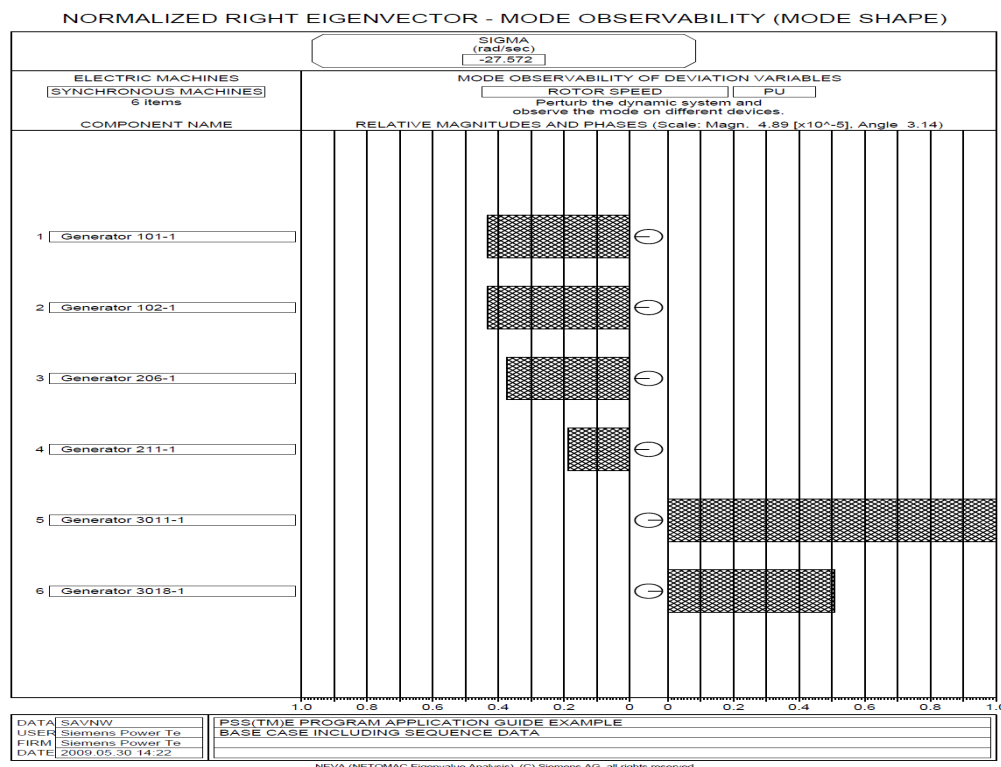 NORMALIZED RIGHT EIGENVECTOR - MODE OBSERVABILITY (MODE SHAPE)
SIGMA
(rad/sec)
-27.572
ELECTRIC MACHINES
SYNCHRONOUS MACHINES
6 items
COMPONENT NAME
MODE OBSERVABILITY OF DEVIATION VARIABLES
ROTOR SPEED PU
Perturb the dynamic system and
observe the mode on different devices.
RELATIVE MAGNITUDES AND PHASES (Scale: Magn. 4.89 [x10^-5], Angle 3.14)
1 Generator 101-1
2 Generator 102-1
3 Generator 206-1
4 Generator 211-1
5 Generator 3011-1
6 Generator 3018-1
1.0 0.8 0.6 0.4 0.2 0 0 0.2 0.4 0.6 0.8 1.0
DATA SAVNW
USER Siemens Power Te
FIRM Siemens Power Te
DATE 2009.05.30 14:22
PSS(TM)E PROGRAM APPLICATION GUIDE EXAMPLE
BASE CASE INCLUDING SEQUENCE DATA
NEVA (NETOMAC Eigenvalue Analysis), (C) Siemens AG, all rights reserved